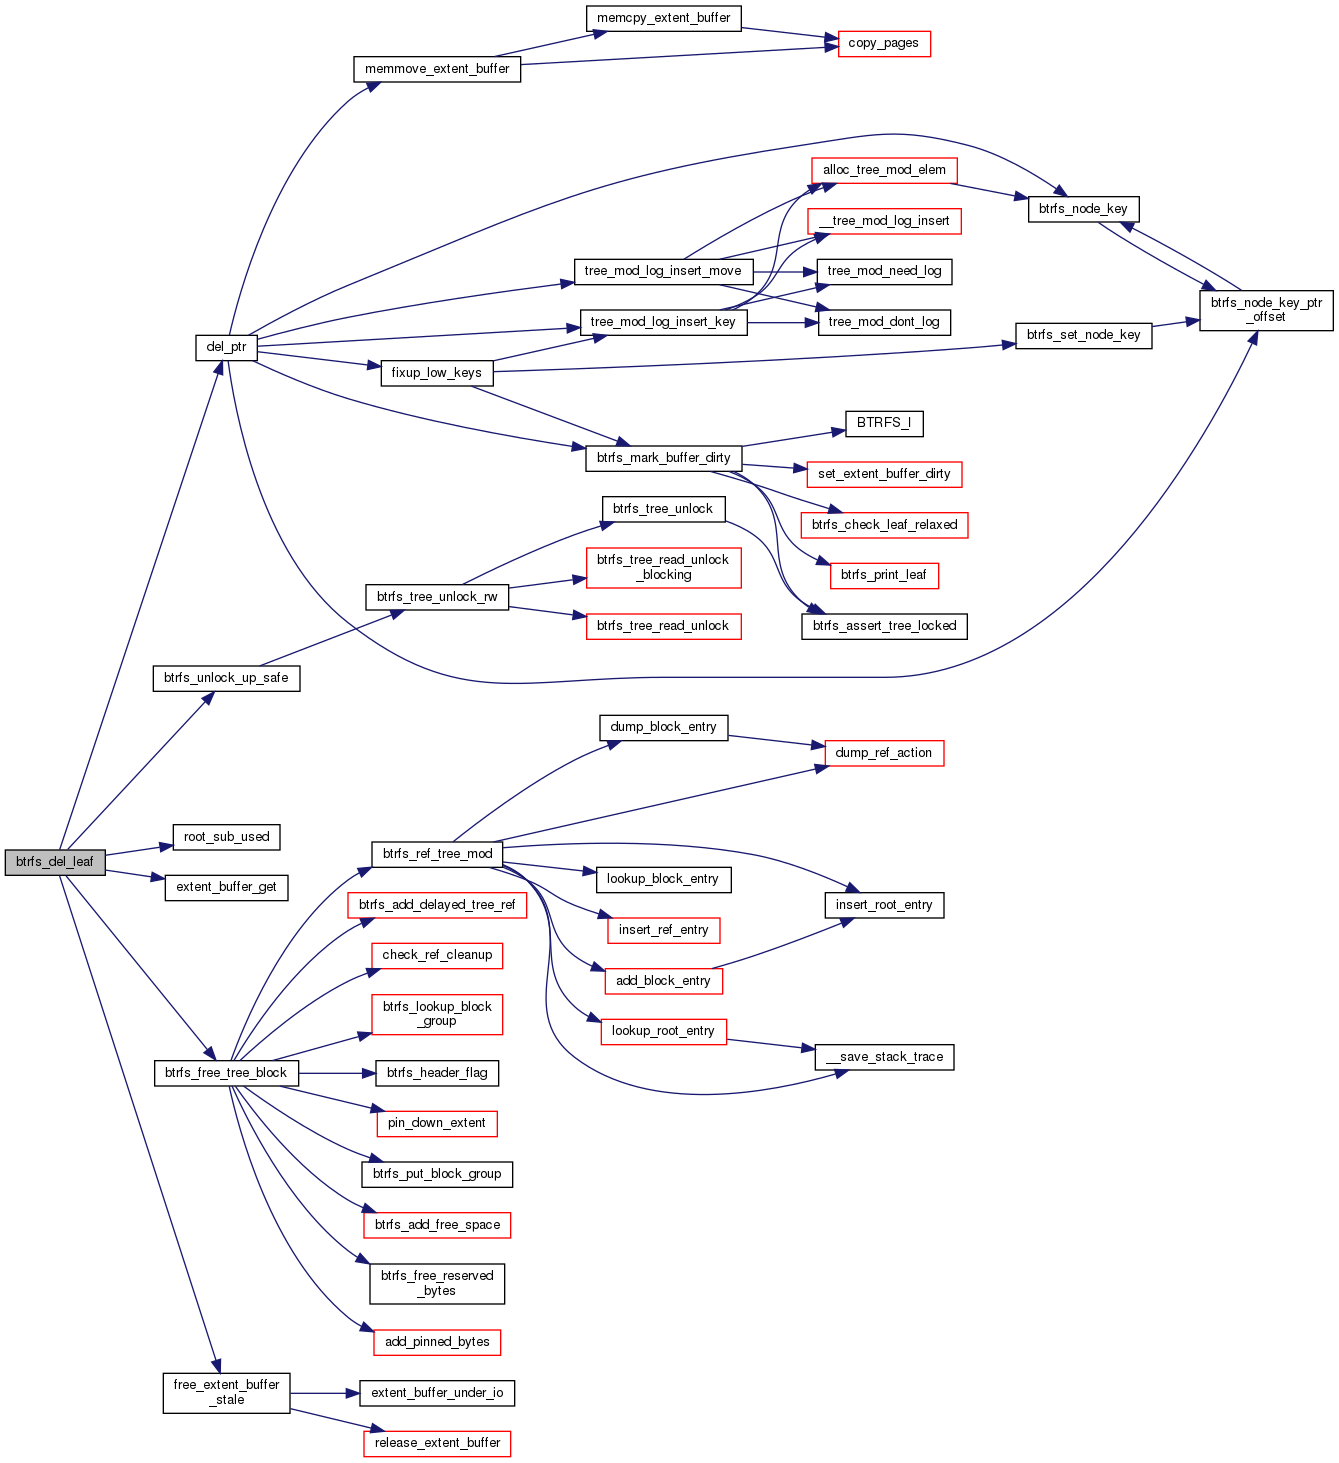 memcpy_extent_buffer
copy_pages
memmove_extent_buffer
alloc_tree_mod_elem
btrfs_node_key
__tree_mod_log_insert
tree_mod_log_insert_move
tree_mod_need_log
btrfs_node_key_ptr
_offset
tree_mod_log_insert_key
tree_mod_dont_log
btrfs_set_node_key
del_ptr
fixup_low_keys
BTRFS_I
btrfs_mark_buffer_dirty
set_extent_buffer_dirty
btrfs_tree_unlock
btrfs_check_leaf_relaxed
btrfs_tree_read_unlock
_blocking
btrfs_print_leaf
btrfs_tree_unlock_rw
btrfs_tree_read_unlock
btrfs_assert_tree_locked
btrfs_unlock_up_safe
dump_block_entry
dump_ref_action
root_sub_used
btrfs_ref_tree_mod
btrfs_del_leaf
lookup_block_entry
extent_buffer_get
btrfs_add_delayed_tree_ref
insert_root_entry
insert_ref_entry
check_ref_cleanup
add_block_entry
btrfs_lookup_block
_group
lookup_root_entry
__save_stack_trace
btrfs_free_tree_block
btrfs_header_flag
pin_down_extent
btrfs_put_block_group
btrfs_add_free_space
btrfs_free_reserved
_bytes
add_pinned_bytes
free_extent_buffer
_stale
extent_buffer_under_io
release_extent_buffer